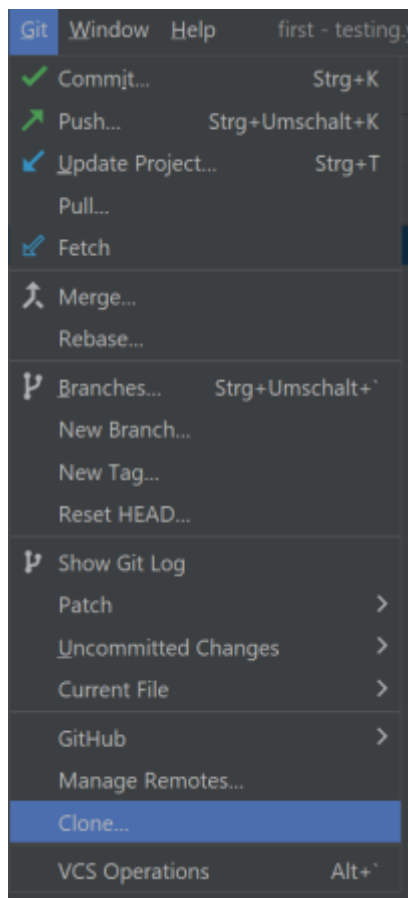 Git Window Help first - testing.y
Commit... Strg+K
Push... Strg+Umschalt+K
Update Project... Strg+T
Pull...
Fetch
Merge...
Rebase...
Branches... Strg+Umschalt+`
New Branch...
New Tag...
Reset HEAD...
Show Git Log
Patch
Uncommitted Changes
Current File
GitHub
Manage Remotes...
Clone...
VCS Operations Alt+`